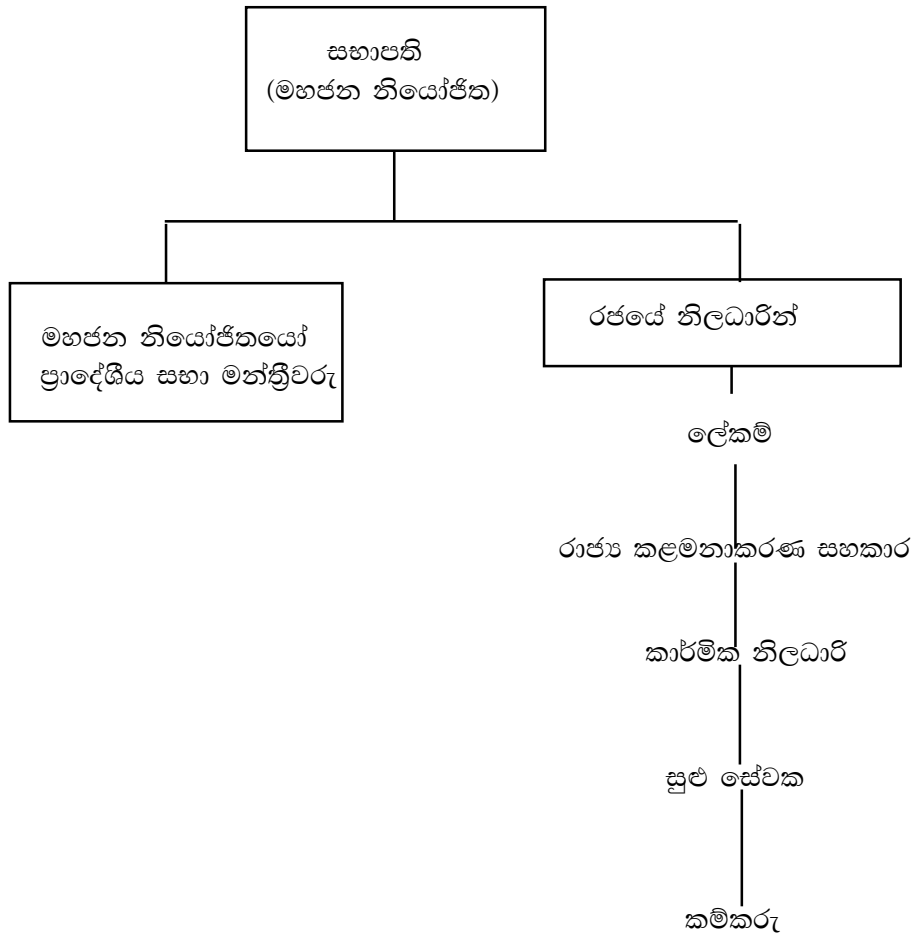 සභාපති
(මහජන නියෝජිත)
මහජන නියෝජිතයෝ
ප්‍රාදේශීය සභා මන්ත්‍රීවරු
රජයේ නිලධාරින්
ලේකම්
රාජ්‍ය කළමනාකරණ සහකාර
කාර්මික නිලධාරි
සුළු සේවක
කම්කරු